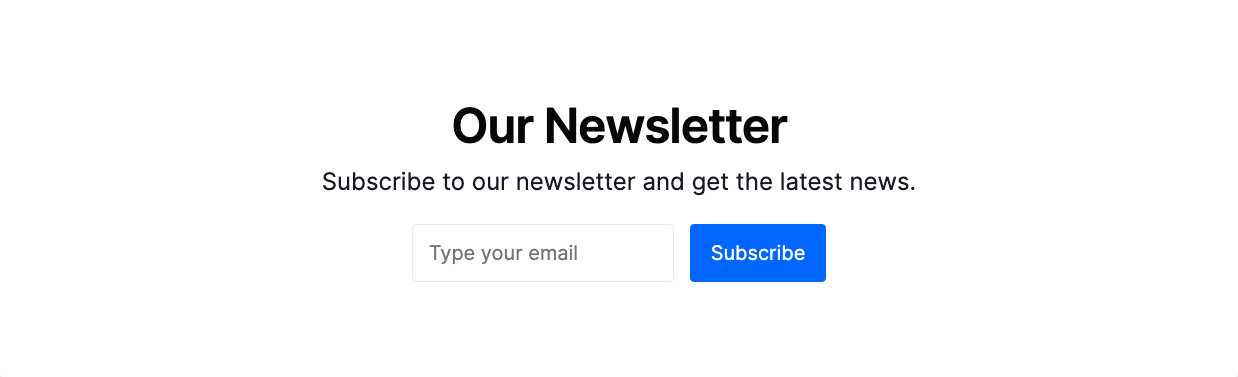 Our Newsletter
Subscribe to our newsletter and get the latest news.
Type your email Subscribe